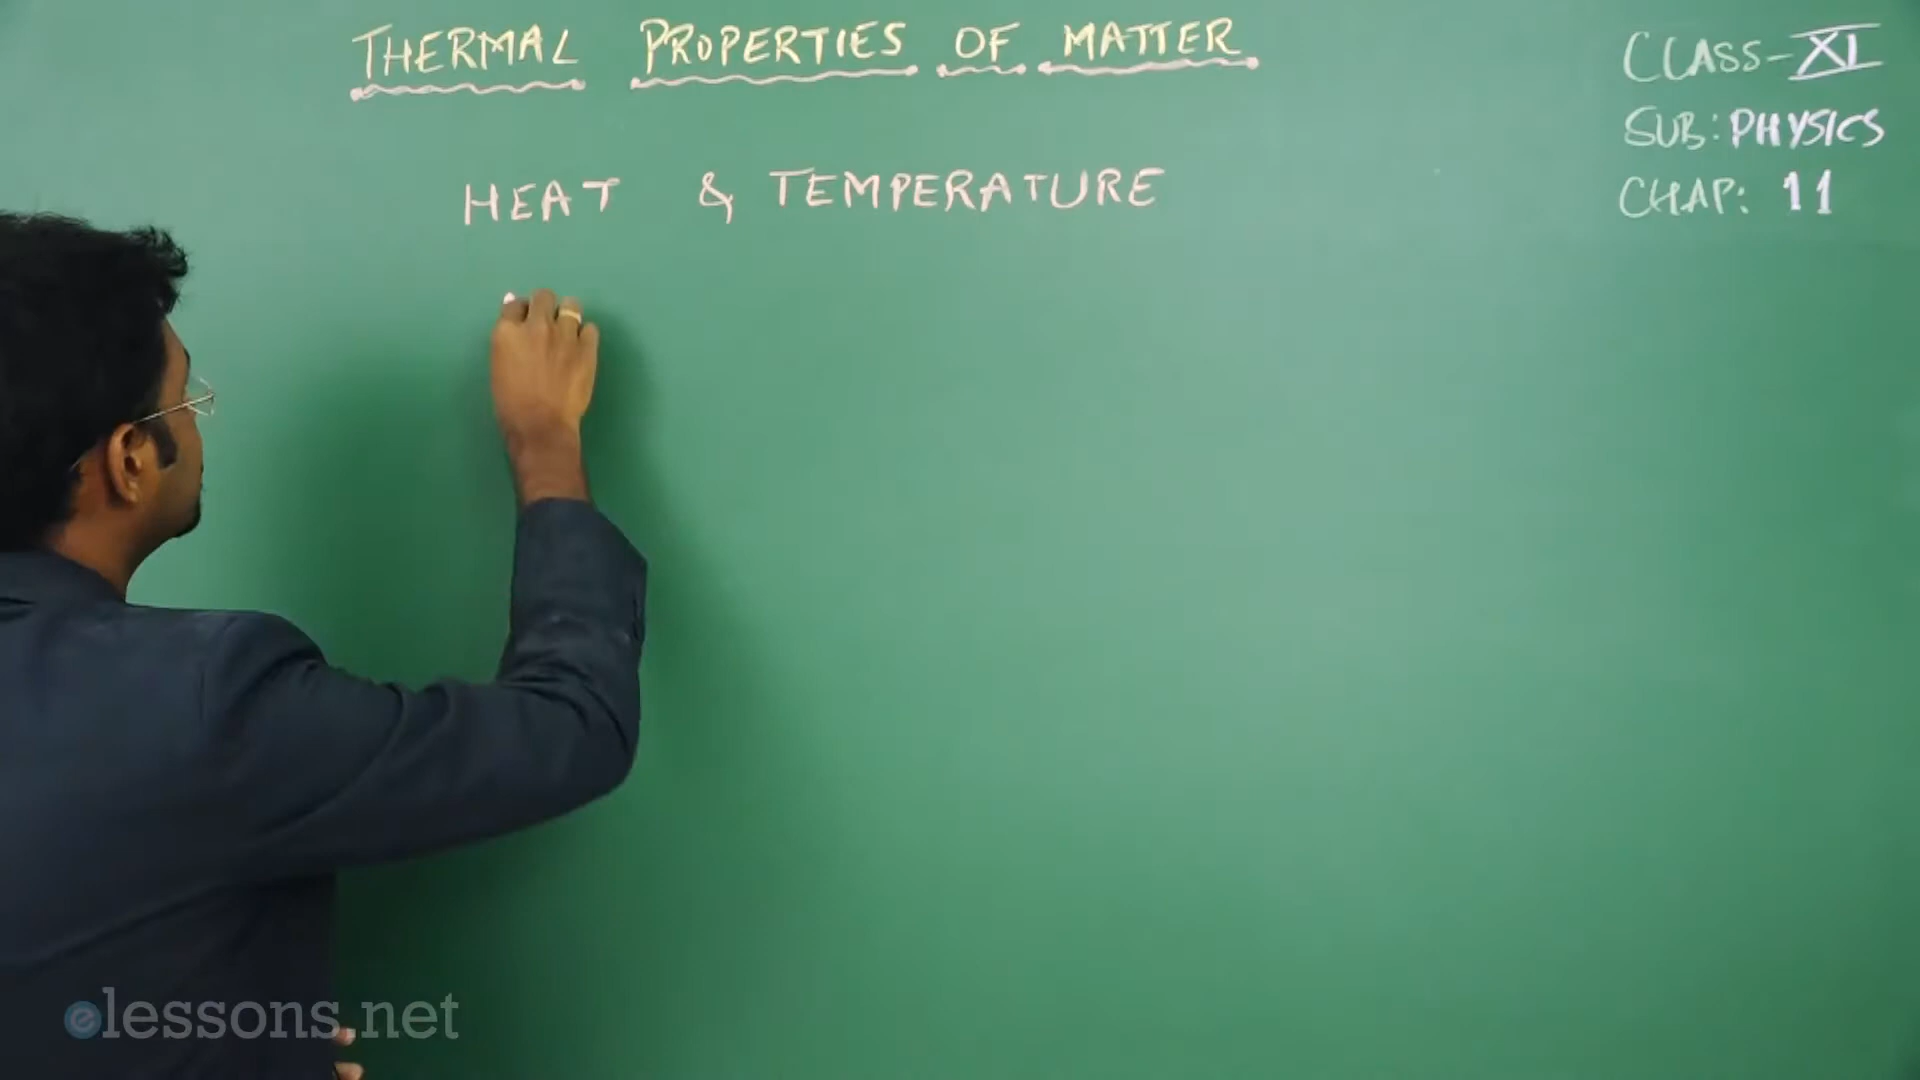 THERMAL PROPERTIES OF MATTER
CLASS-XI
SUB: PHYSICS
CHAP: 11
HEAT & TEMPERATURE
elessons.net